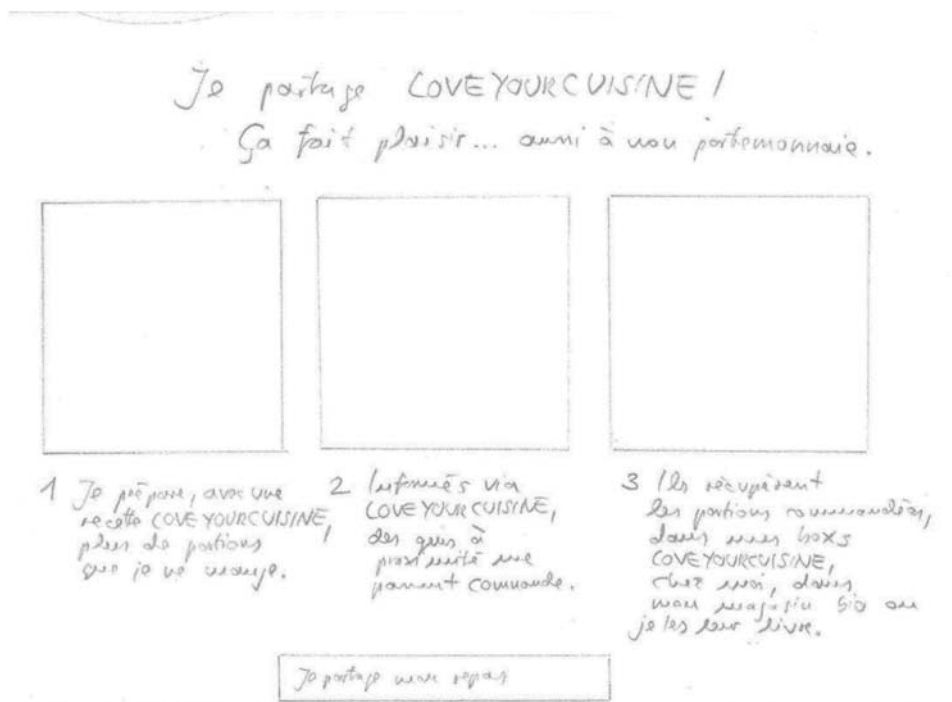 Je partage LOVEYOURCUISINE !
Ça fait plaisir... aussi à mon portemonnaie.
1 Je prépare, avec une
recette LOVEYOURCUISINE,
plus de portions
que je ne mange.
2 Informés via
LOVEYOURCUISINE,
des gens à
proximité me
passent commande.
3 Ils récupèrent
les portions commandées,
dans mes boxs
LOVEYOURCUISINE,
chez moi, dans
mon magasin bio ou
je les leur livre.
Je partage mon repas